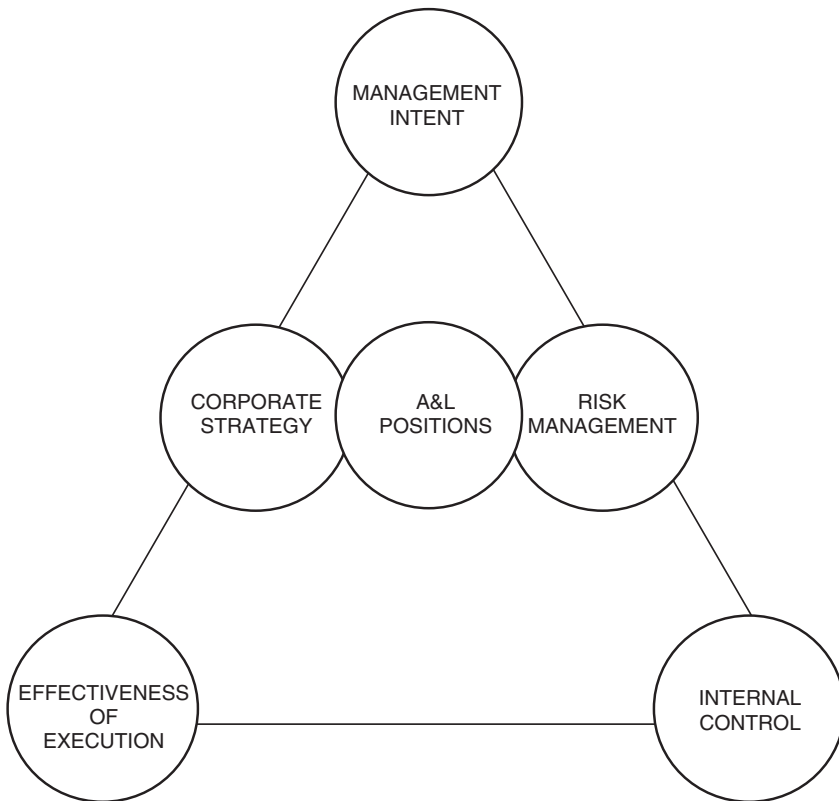 MANAGEMENT
INTENT
CORPORATE
STRATEGY
A&L
POSITIONS
RISK
MANAGEMENT
EFFECTIVENESS
OF
EXECUTION
INTERNAL
CONTROL